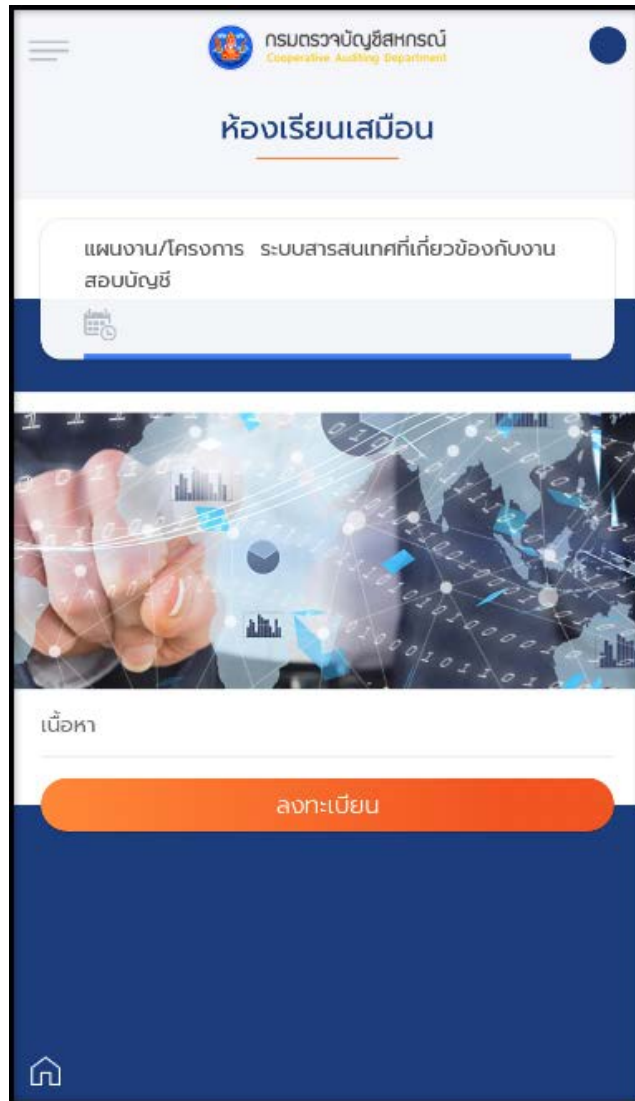 กรมตรวจบัญชีสหกรณ์
Cooperative Auditing Department
ห้องเรียนเสมือน
แผนงาน/โครงการ ระบบสารสนเทศที่เกี่ยวข้องกับงาน
สอบบัญชี
เนื้อหา
ลงทะเบียน